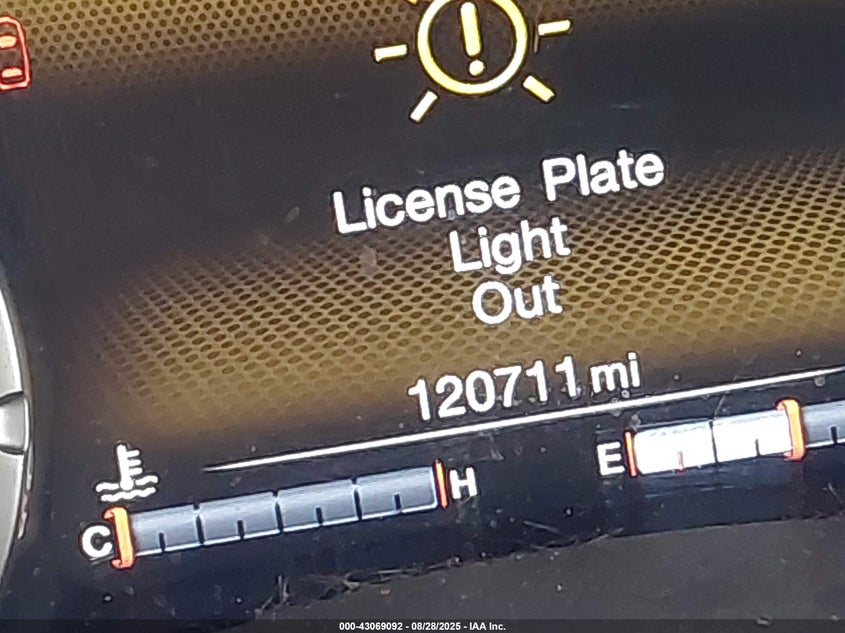 License Plate
Light
Out
120711 mi
C
H
E
000-43069092 - 08/28/2025 - IAA Inc.